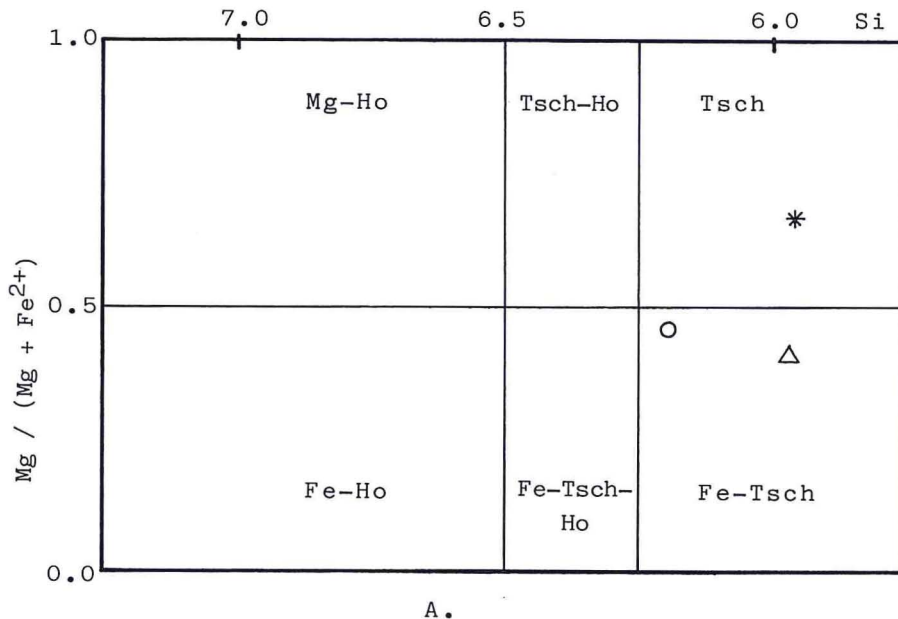 7.0 6.5 6.0 Si
1.0
Mg-Ho Tsch-Ho Tsch
Mg / (Mg + Fe2+)
0.5
Fe-Ho Fe-Tsch- Fe-Tsch
Ho
0.0
A.